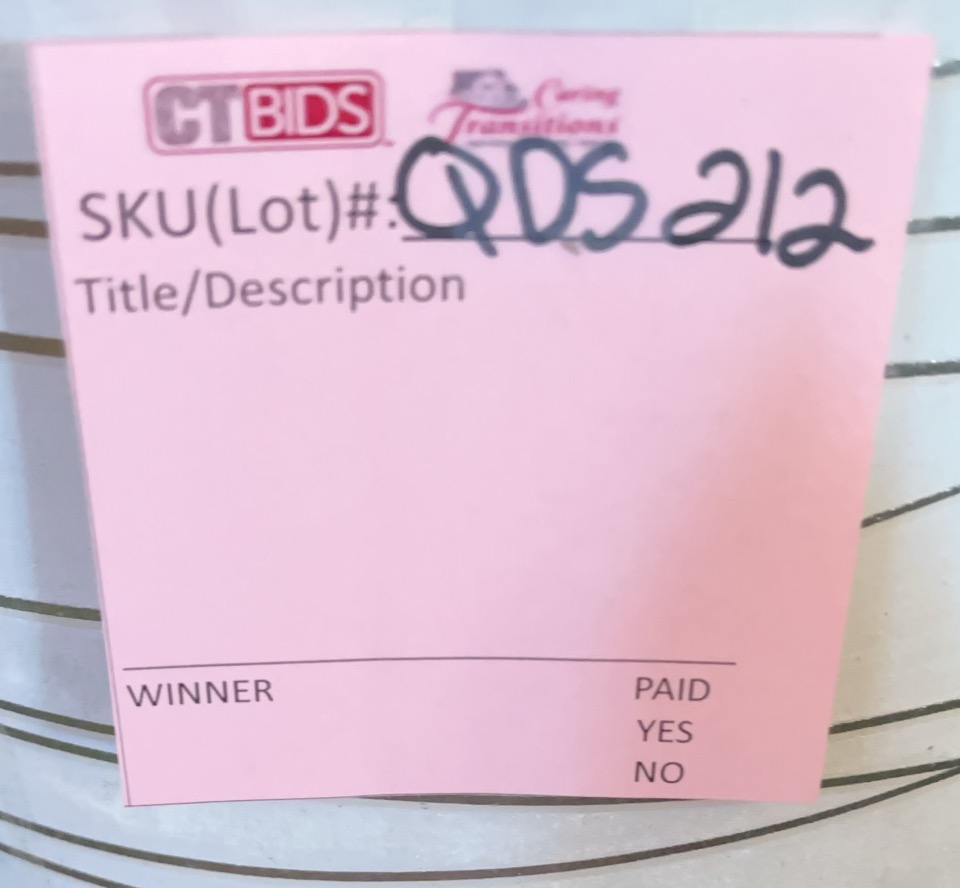 CTBIDS
Caring
Transitions
SKU(Lot)#: QDS 212
Title/Description
WINNER
PAID
YES
NO